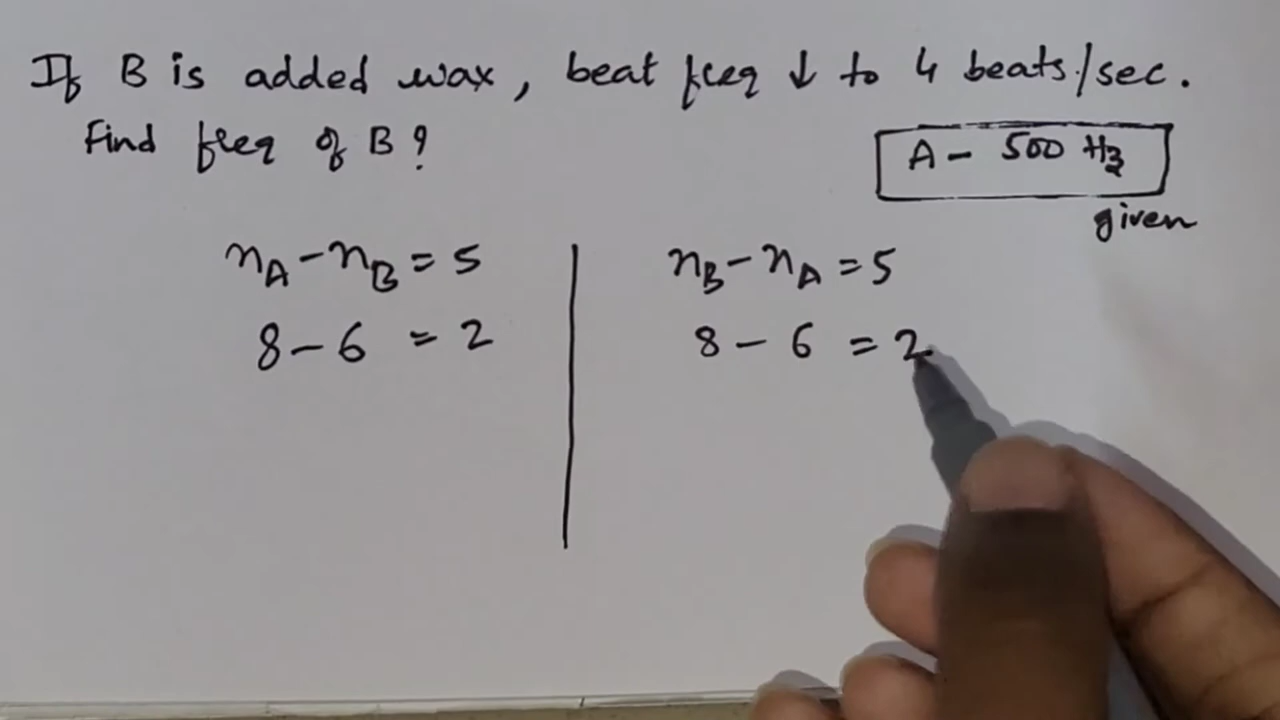 If B is added wax, beat freq ↓ to 4 beats/sec.
Find freq of B?
A - 500 Hz
given
nA - nB = 5
8 - 6 = 2
nB - nA = 5
8 - 6 = 2